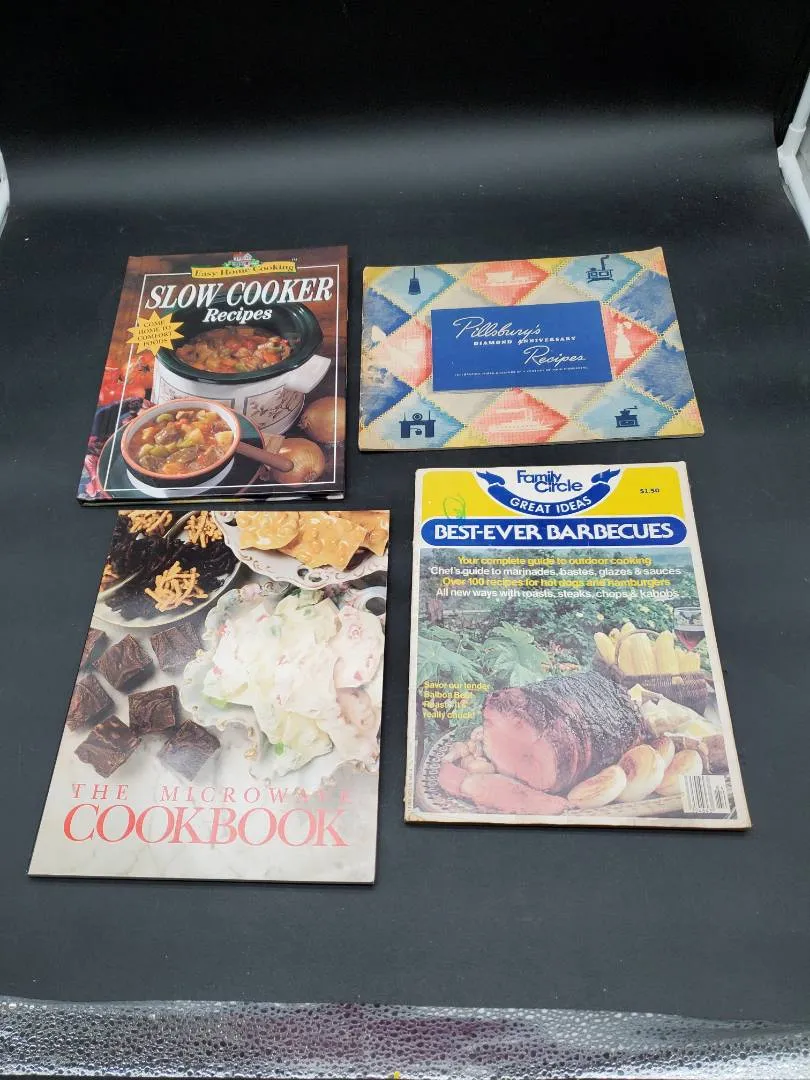 Easy Home Cooking™
SLOW COOKER
Recipes
COME
HOME TO
COMFORT
FOODS
Pillsbury's
DIAMOND ANNIVERSARY
Recipes
Family
Circle
GREAT IDEAS
$1.50
BEST-EVER BARBECUES
Your complete guide to outdoor cooking
Chef's guide to marinades, bastes, glazes & sauces
Over 100 recipes for hot dogs and hamburgers
All new ways with roasts, steaks, chops & kabobs
Savor our tender
Balboa Beef
Roast
really chuck!
THE MICROWAVE
COOKBOOK